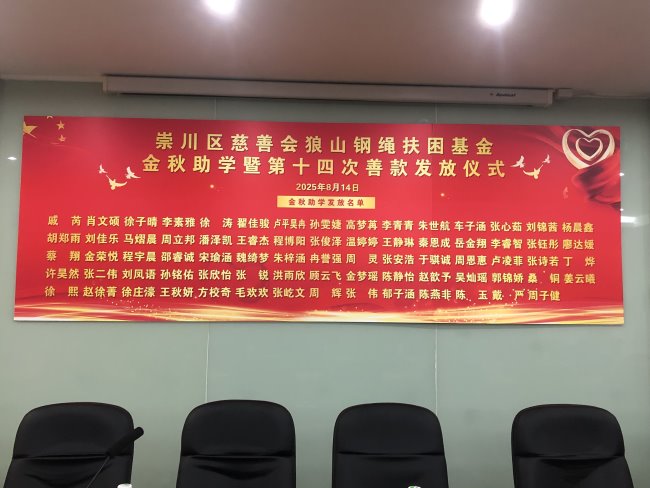 崇川区慈善会狼山钢绳扶困基金
金秋助学暨第十四次善款发放仪式
2025年8月14日
金秋助学发放名单
戚 芮 肖文硕 徐子晴 李素雅 徐 涛 翟佳骏 卢平昊冉 孙雯婕 高梦苒 李青青 朱世航 车子涵 张心茹 刘锦茜 杨晨鑫
胡郑雨 刘佳乐 马熠晨 周立邦 潘泽凯 王睿杰 程博阳 张俊泽 温婷婷 王静琳 秦恩成 岳金翔 李睿智 张钰彤 廖达媛
蔡 翔 金荣悦 程宇晨 邵睿诚 宋瑜涵 魏绮梦 朱梓涵 冉誉强 周 灵 张安浩 于骐诚 周恩惠 卢凌菲 张诗若 丁 烨
许昊然 张二伟 刘凤语 孙铭佑 张欣怡 张 锐 洪雨欣 顾云飞 金梦瑶 陈静怡 赵歆予 吴灿瑶 郭锦娇 桑 铜 姜云曦
徐 熙 赵徐菁 徐庄濠 王秋妍 方校奇 毛欢欢 张屹文 周 辉 张 伟 郁子涵 陈燕非 陈 玉 戴 严 周子健